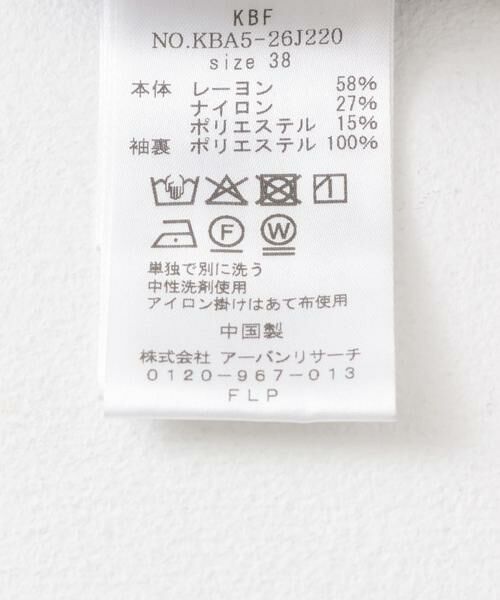 KBF
NO.KBA5-26J220
size 38
本体 レーヨン 58%
ナイロン 27%
ポリエステル 15%
袖裏 ポリエステル 100%
F W
単独で別に洗う
中性洗剤使用
アイロン掛けはあて布使用
中国製
株式会社 アーバンリサーチ
0120-967-013
FLP